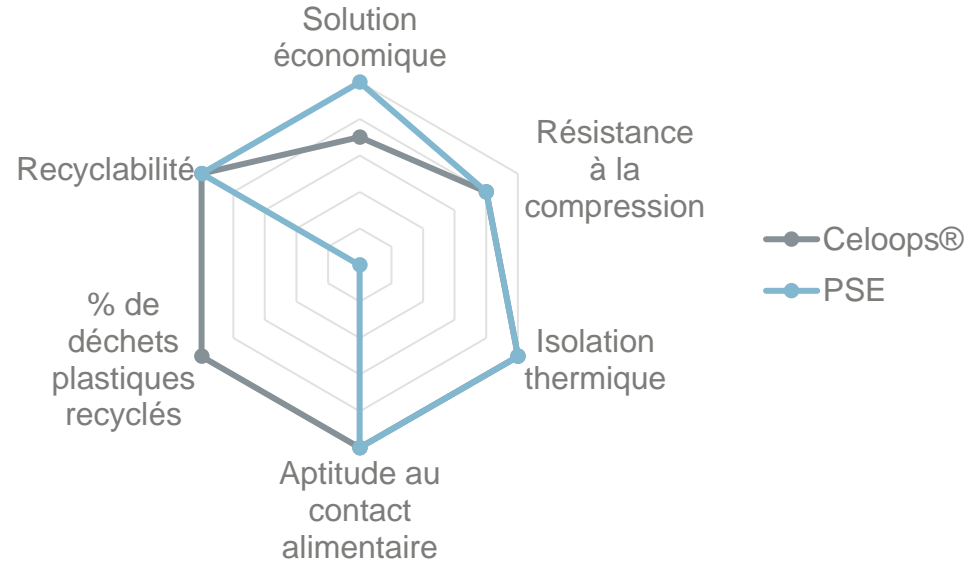 Solution
économique
Résistance
à la
compression
Isolation
thermique
Aptitude au
contact
alimentaire
% de
déchets
plastiques
recyclés
Recyclabilité
Celoops®
PSE